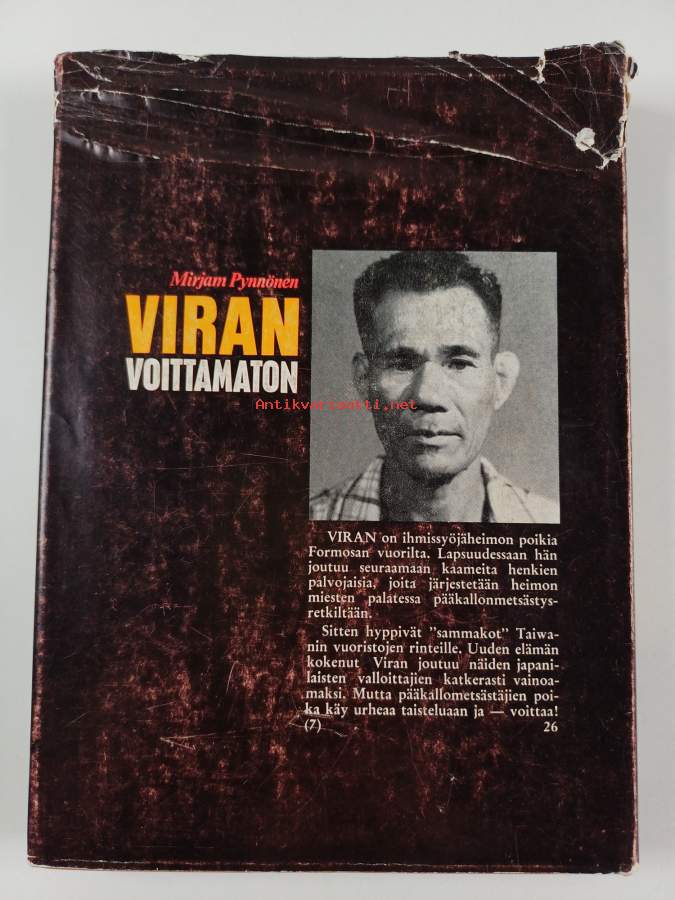 Mirjam Pynnönen
VIRAN
VOITTAMATON
Antikvariaatti.net
VIRAN on ihmissyöjäheimon poikia
Formosan vuorilta. Lapsuudessaan hän
joutuu seuraamaan kaameita henkien
palvojaisia, joita järjestetään heimon
miesten palatessa pääkallonmetsästys-
retkiltään.
Sitten hyppivät ”sammakot” Taiwa-
nin vuoristojen rinteille. Uuden elämän
kokenut Viran joutuu näiden japani-
laisten valloittajien katkerasti vainoa-
maksi. Mutta pääkallometsästäjien poi-
ka käy urheaa taisteluun ja — voittaa!
(7) 26